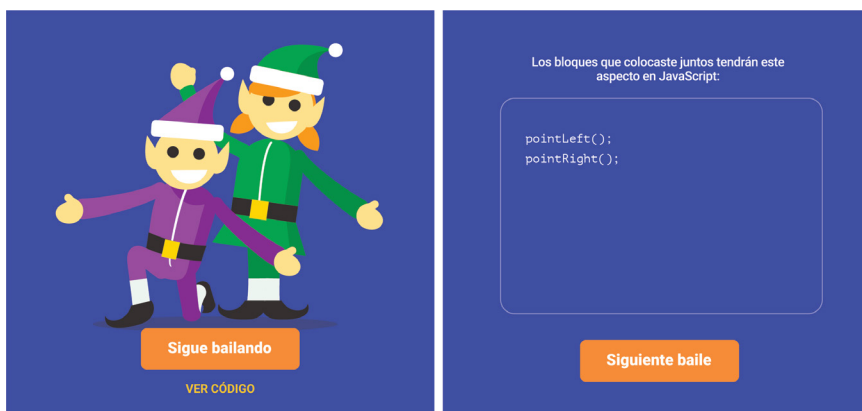 Sigue bailando
VER CÓDIGO
Los bloques que colocaste juntos tendrán este
aspecto en JavaScript:
pointLeft();
pointRight();
Siguiente baile